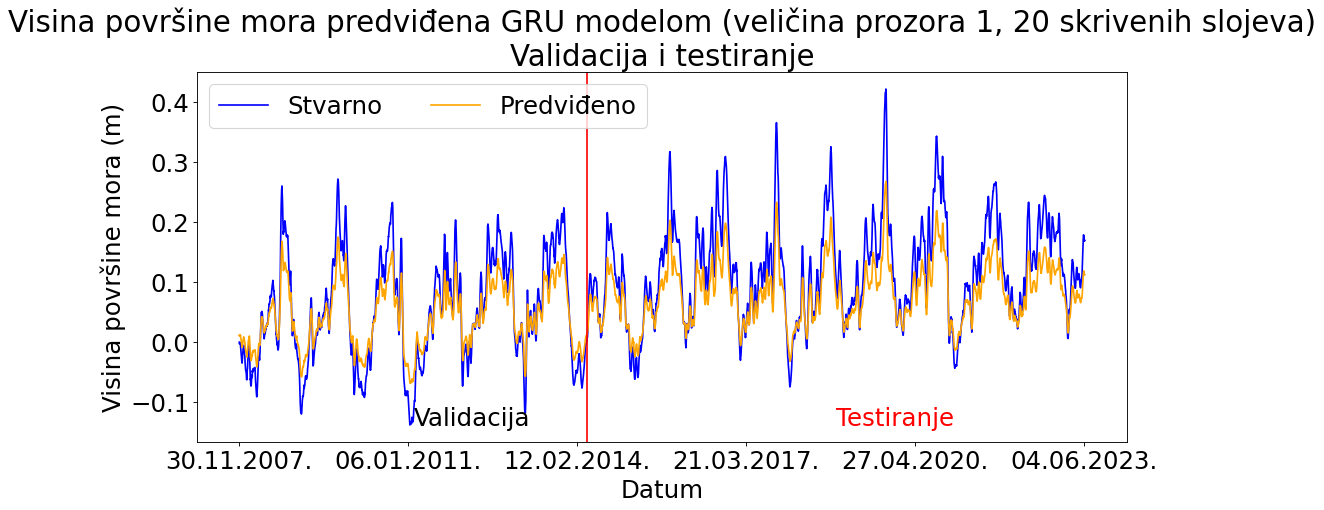 Visina površine mora predviđena GRU modelom (veličina prozora 1, 20 skrivenih slojeva)
Validacija i testiranje
Stvarno Predviđeno
Visina površine mora (m)
0.4
0.3
0.2
0.1
0.0
−0.1
Validacija
Testiranje
30.11.2007. 06.01.2011. 12.02.2014. 21.03.2017. 27.04.2020. 04.06.2023.
Datum